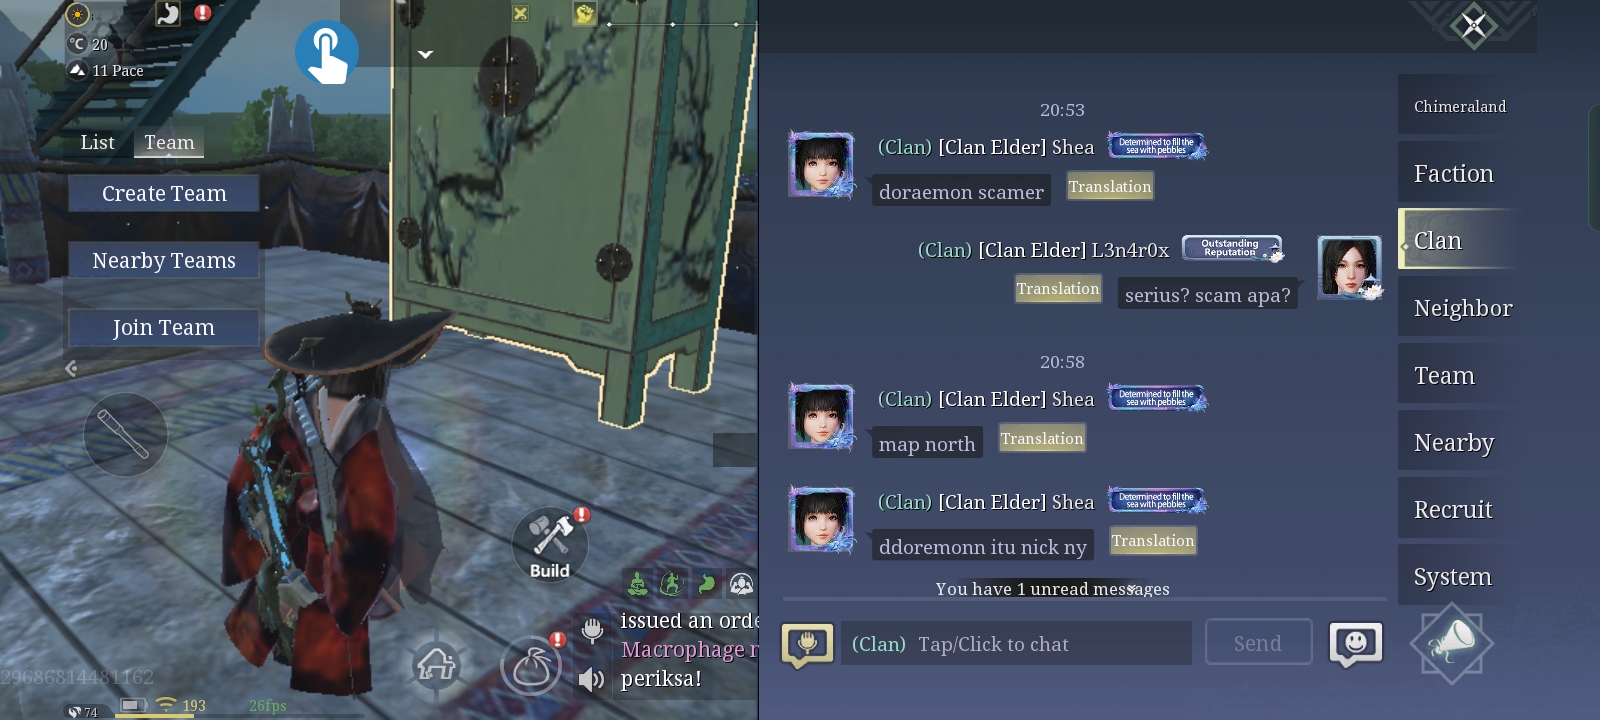 °C 20
11 Pace
List
Team
Create Team
Nearby Teams
Join Team
Build
issued an orde
Macrophage
periksa!
29686814481162
74
193
26fps
20:53
(Clan) [Clan Elder] Shea
Determined to fill the
sea with pebbles
doraemon scamer
Translation
(Clan) [Clan Elder] L3n4r0x
Outstanding
Reputation
Translation
serius? scam apa?
20:58
(Clan) [Clan Elder] Shea
Determined to fill the
sea with pebbles
map north
Translation
(Clan) [Clan Elder] Shea
Determined to fill the
sea with pebbles
ddoremonn itu nick ny
Translation
You have 1 unread messages
(Clan) Tap/Click to chat
Send
Chimeraland
Faction
Clan
Neighbor
Team
Nearby
Recruit
System